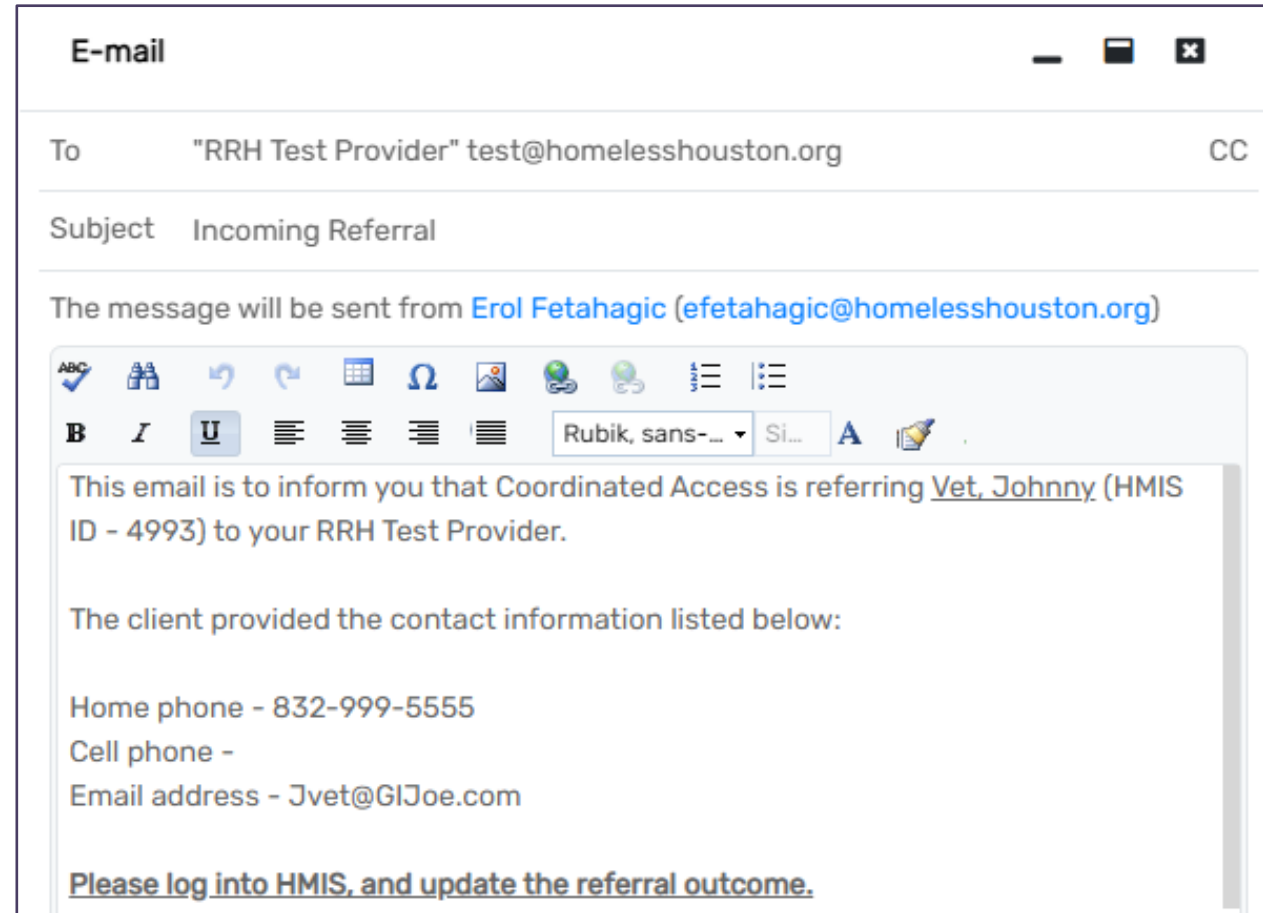 E-mail
To "RRH Test Provider" test@homelesshouston.org CC
Subject Incoming Referral
The message will be sent from Erol Fetahagic (efetahagic@homelesshouston.org)
ABC Ω
B I U Rubik, sans-... Si... A
This email is to inform you that Coordinated Access is referring Vet, Johnny (HMIS
ID - 4993) to your RRH Test Provider.
The client provided the contact information listed below:
Home phone - 832-999-5555
Cell phone -
Email address - Jvet@GIJoe.com
Please log into HMIS, and update the referral outcome.